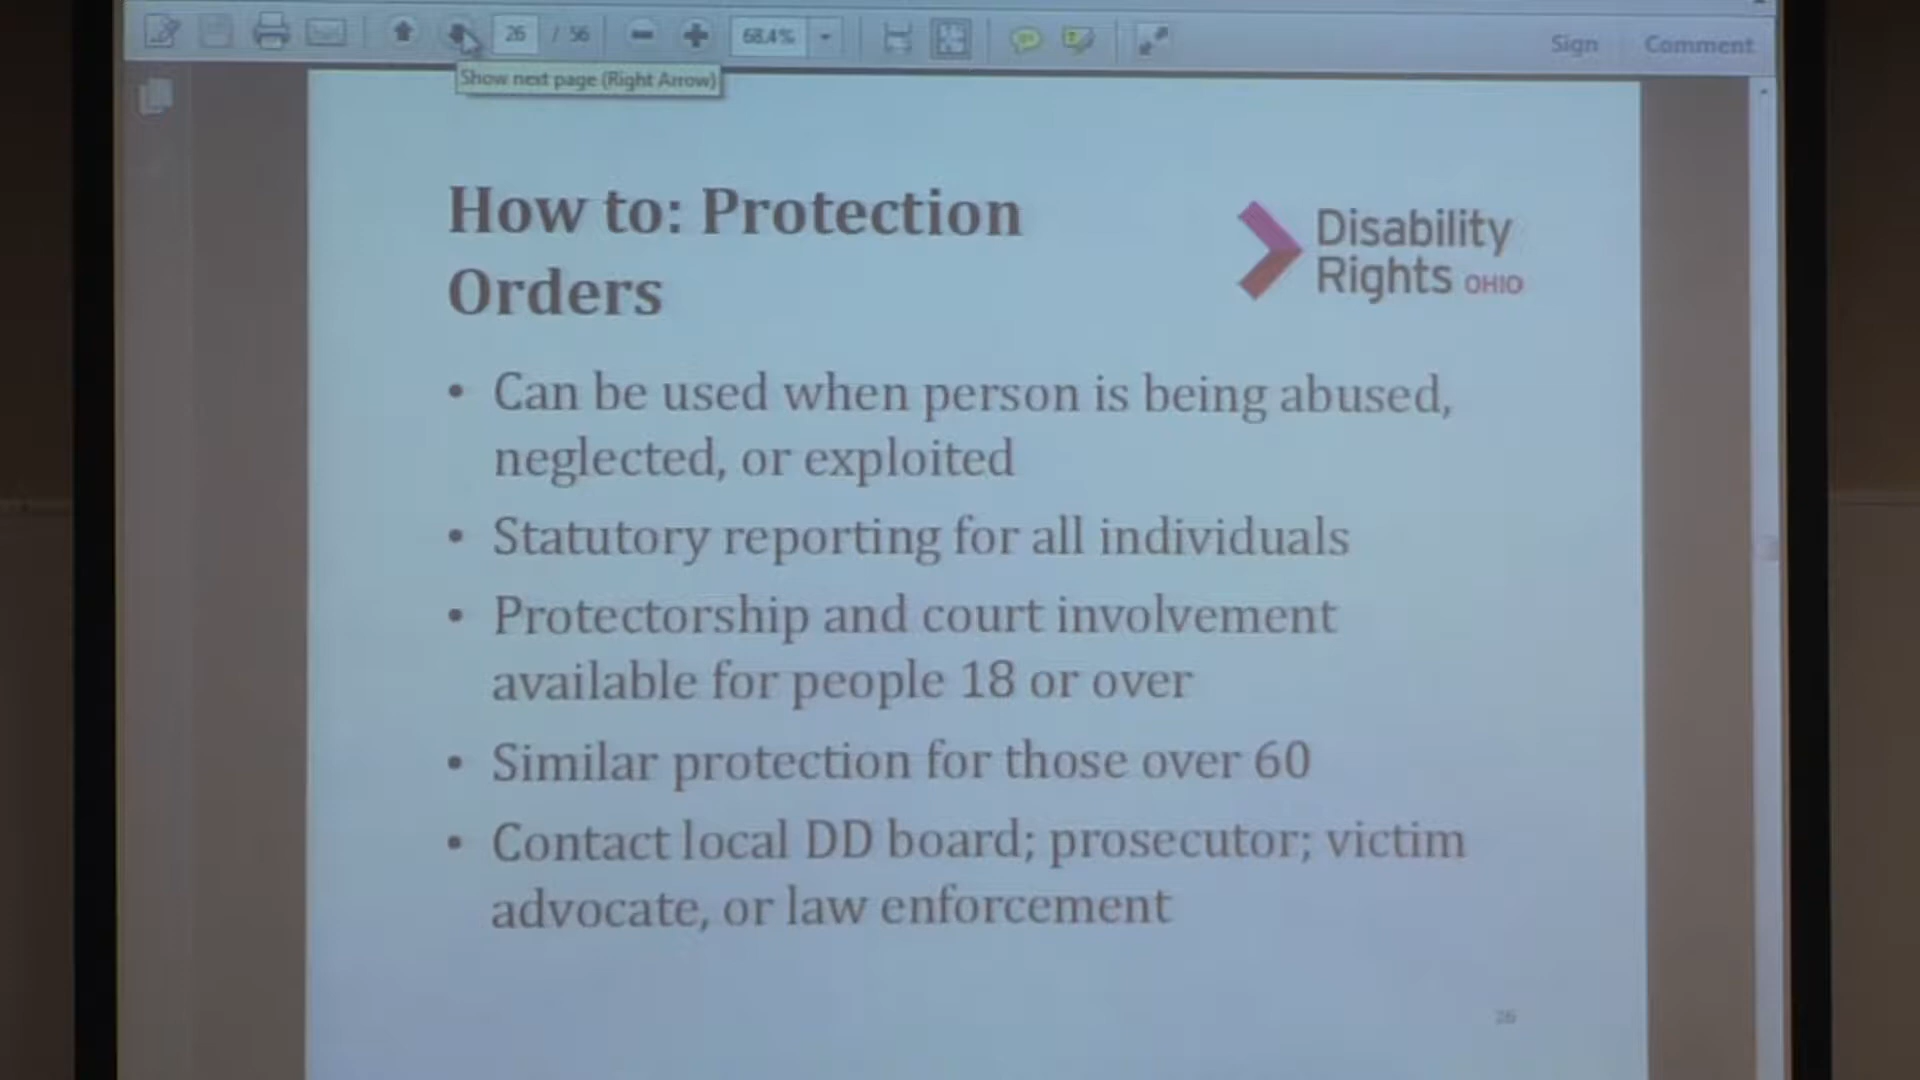 26 / 56
68.4%
Sign
Comment
Show next page (Right Arrow)
How to: Protection
Orders
Disability
Rights OHIO
• Can be used when person is being abused,
neglected, or exploited
• Statutory reporting for all individuals
• Protectorship and court involvement
available for people 18 or over
• Similar protection for those over 60
• Contact local DD board; prosecutor; victim
advocate, or law enforcement
26